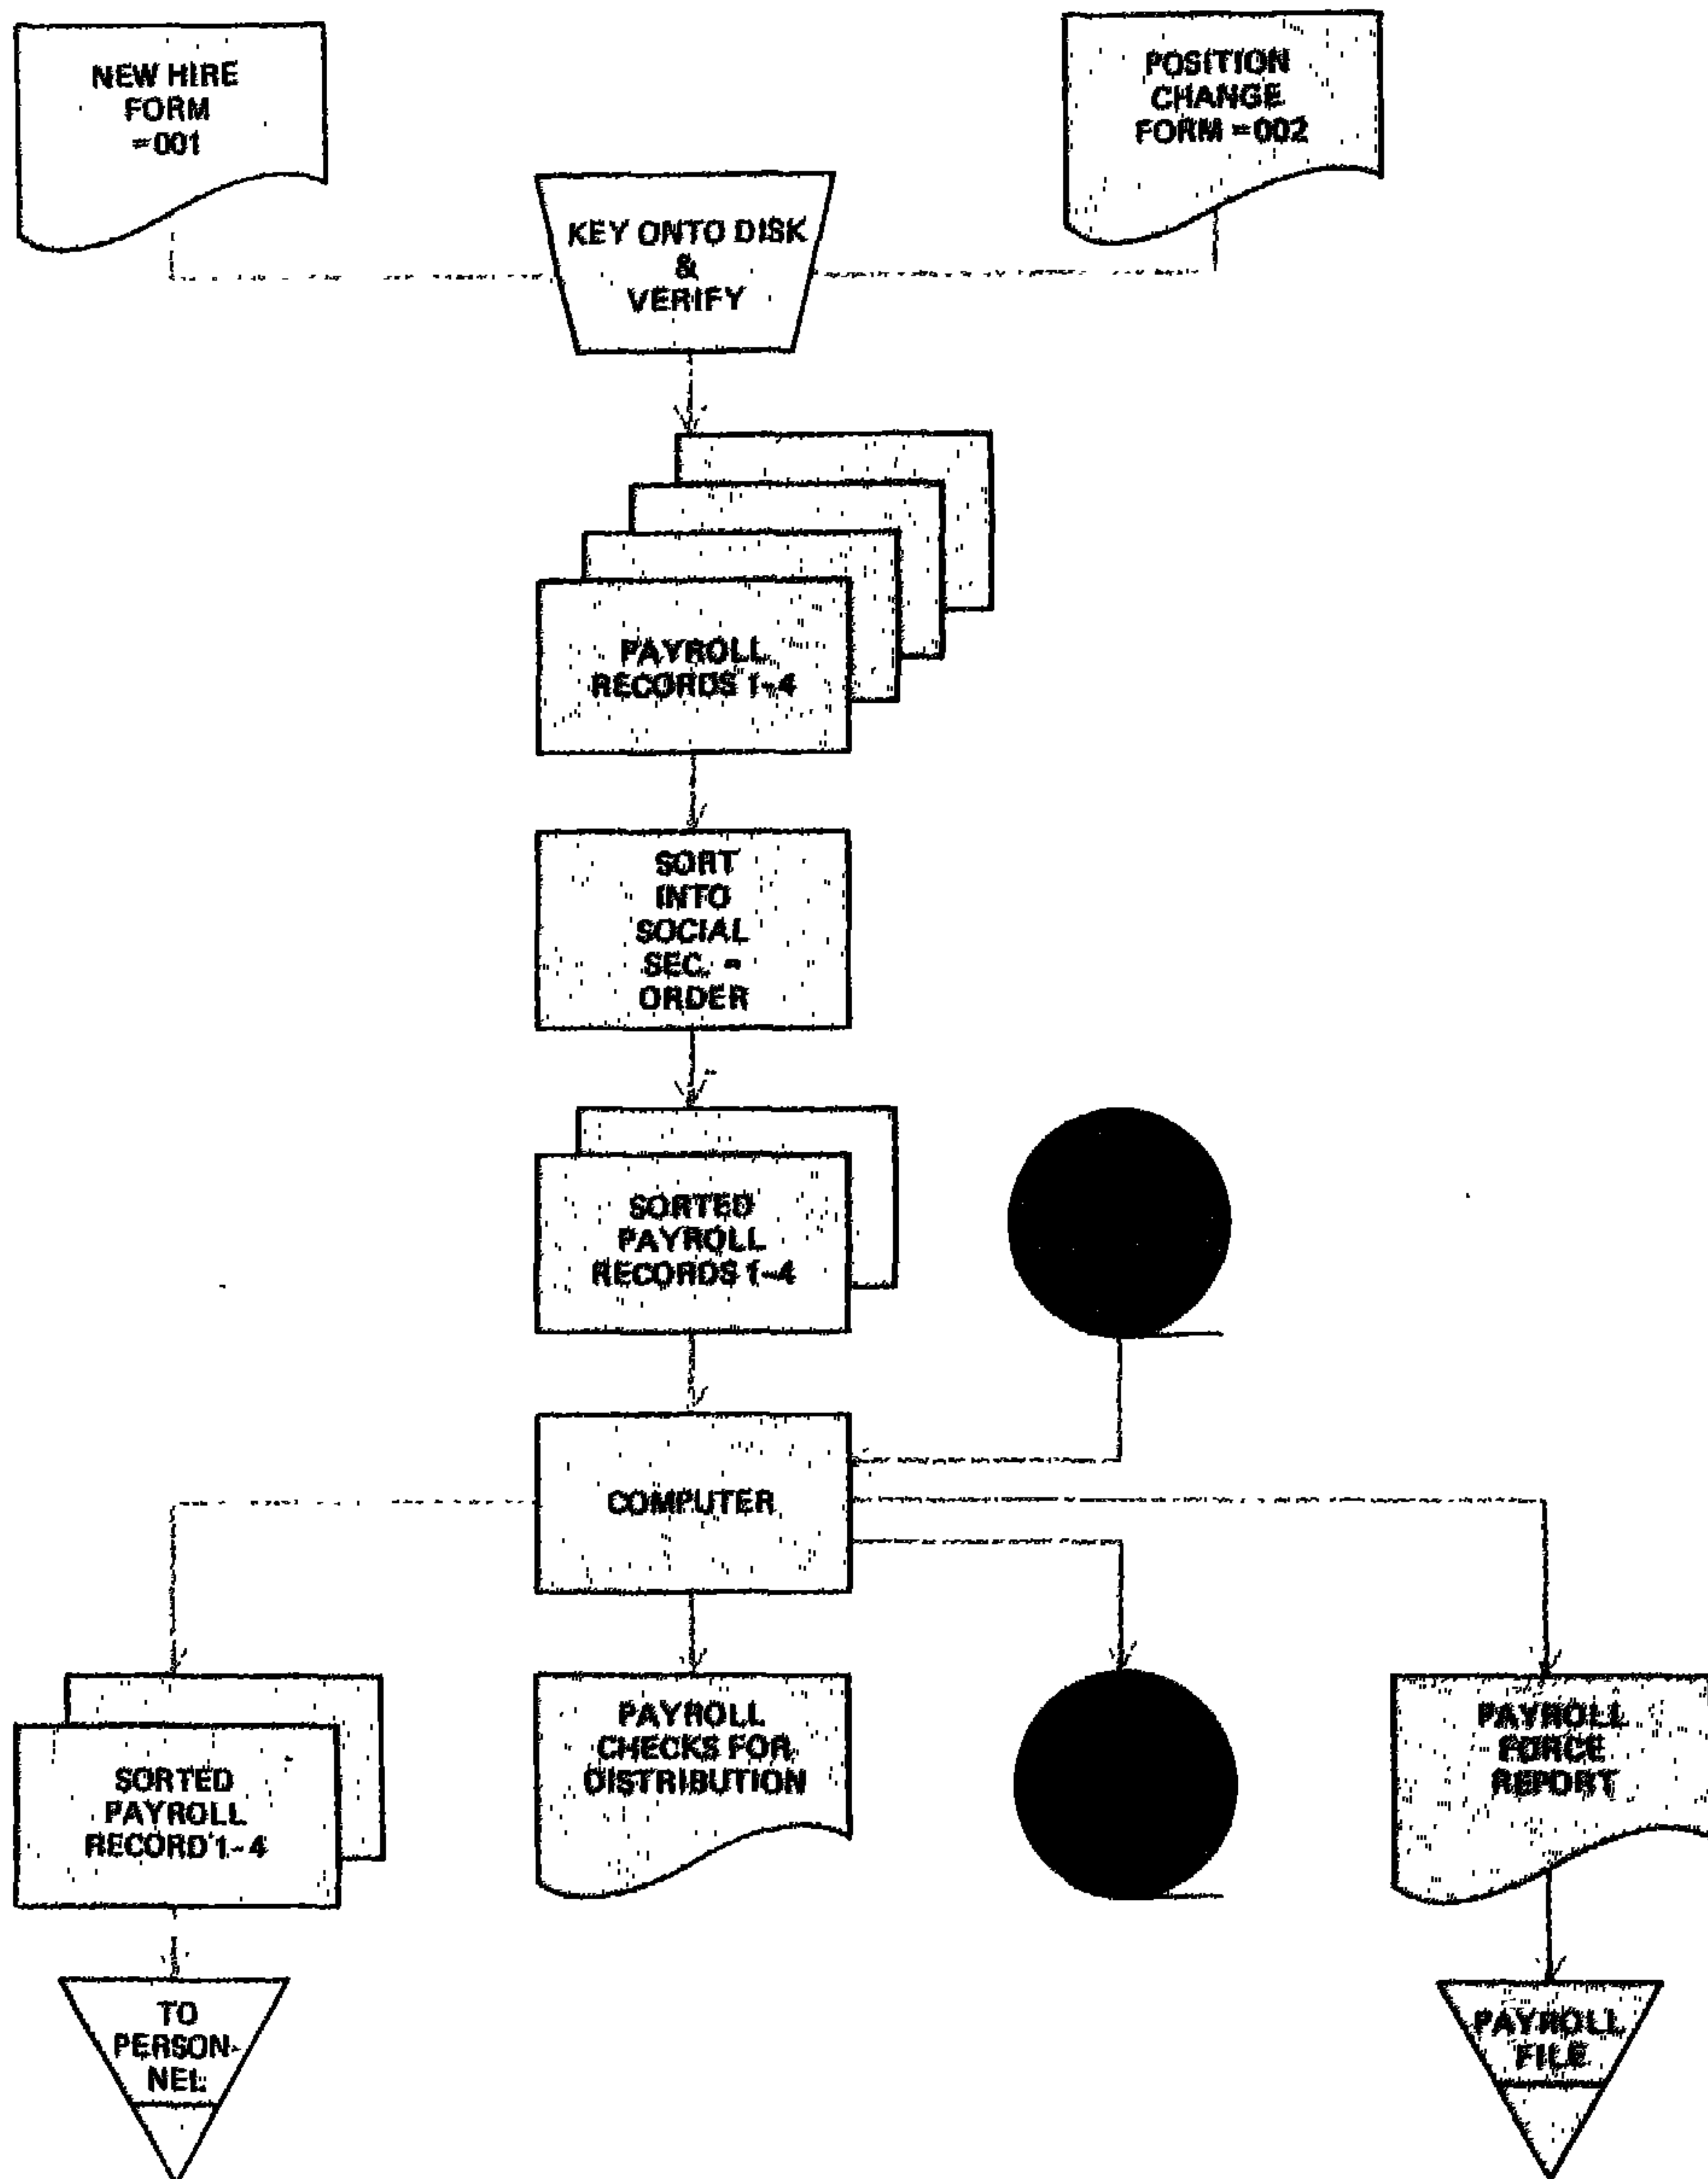 NEW HIRE
FORM
=001
POSITION
CHANGE
FORM =002
KEY ONTO DISK
&
VERIFY
PAYROLL
RECORDS 1-4
SORT
INTO
SOCIAL
SEC. =
ORDER
SORTED
PAYROLL
RECORDS 1-4
COMPUTER
SORTED
PAYROLL
RECORD 1-4
PAYROLL
CHECKS FOR
DISTRIBUTION
PAYROLL
FORCE
REPORT
TO
PERSON-
NEL
PAYROLL
FILE